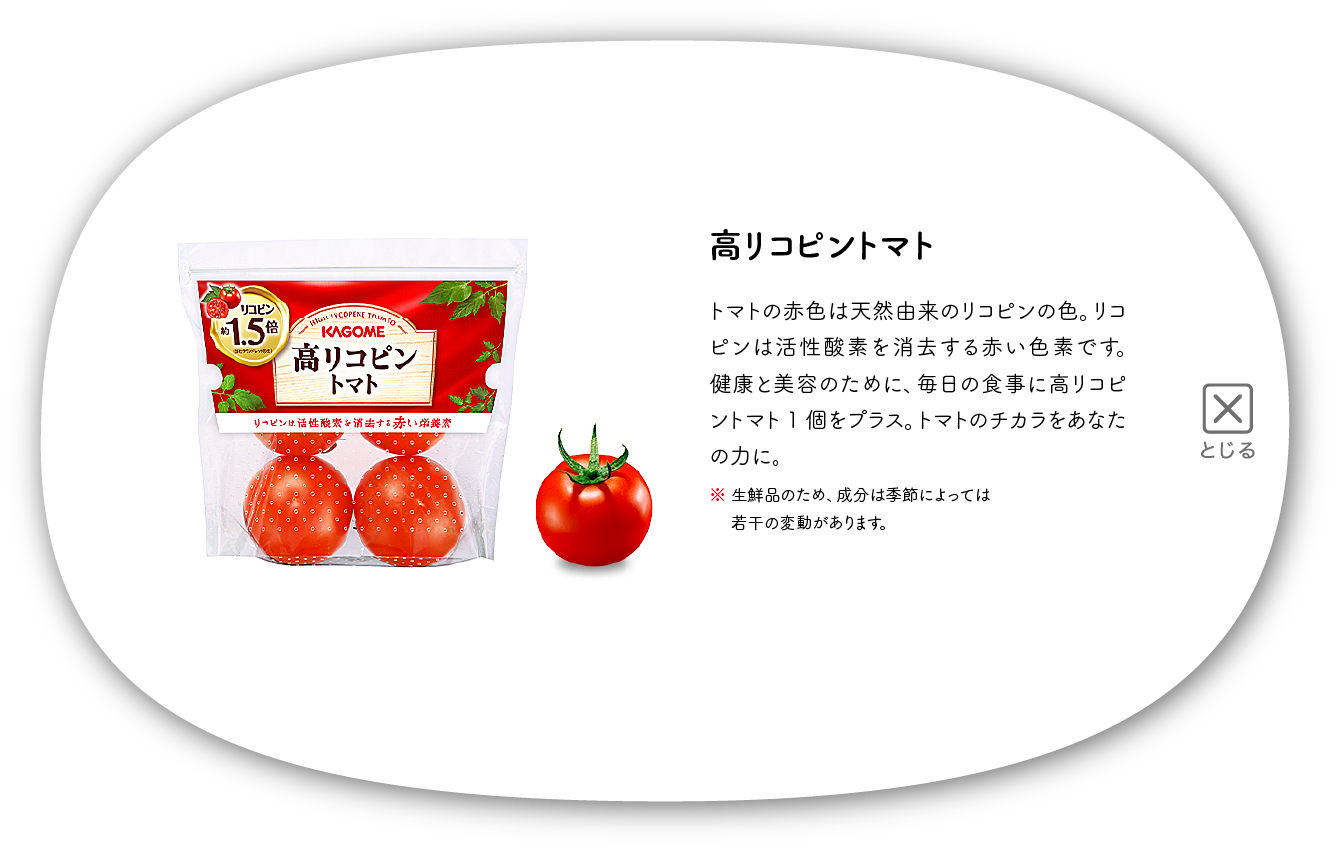 高リコピントマト
トマトの赤色は天然由来のリコピンの色。リコ
ピンは活性酸素を消去する赤い色素です。
健康と美容のために、毎日の食事に高リコピ
ントマト1個をプラス。トマトのチカラをあなた
の力に。
※ 生鮮品のため、成分は季節によっては
若干の変動があります。
とじる
リコピン
約1.5倍
HIGH LYCOPENE TOMATO
KAGOME
高リコピン
トマト
リコピンは活性酸素を消去する赤い栄養素